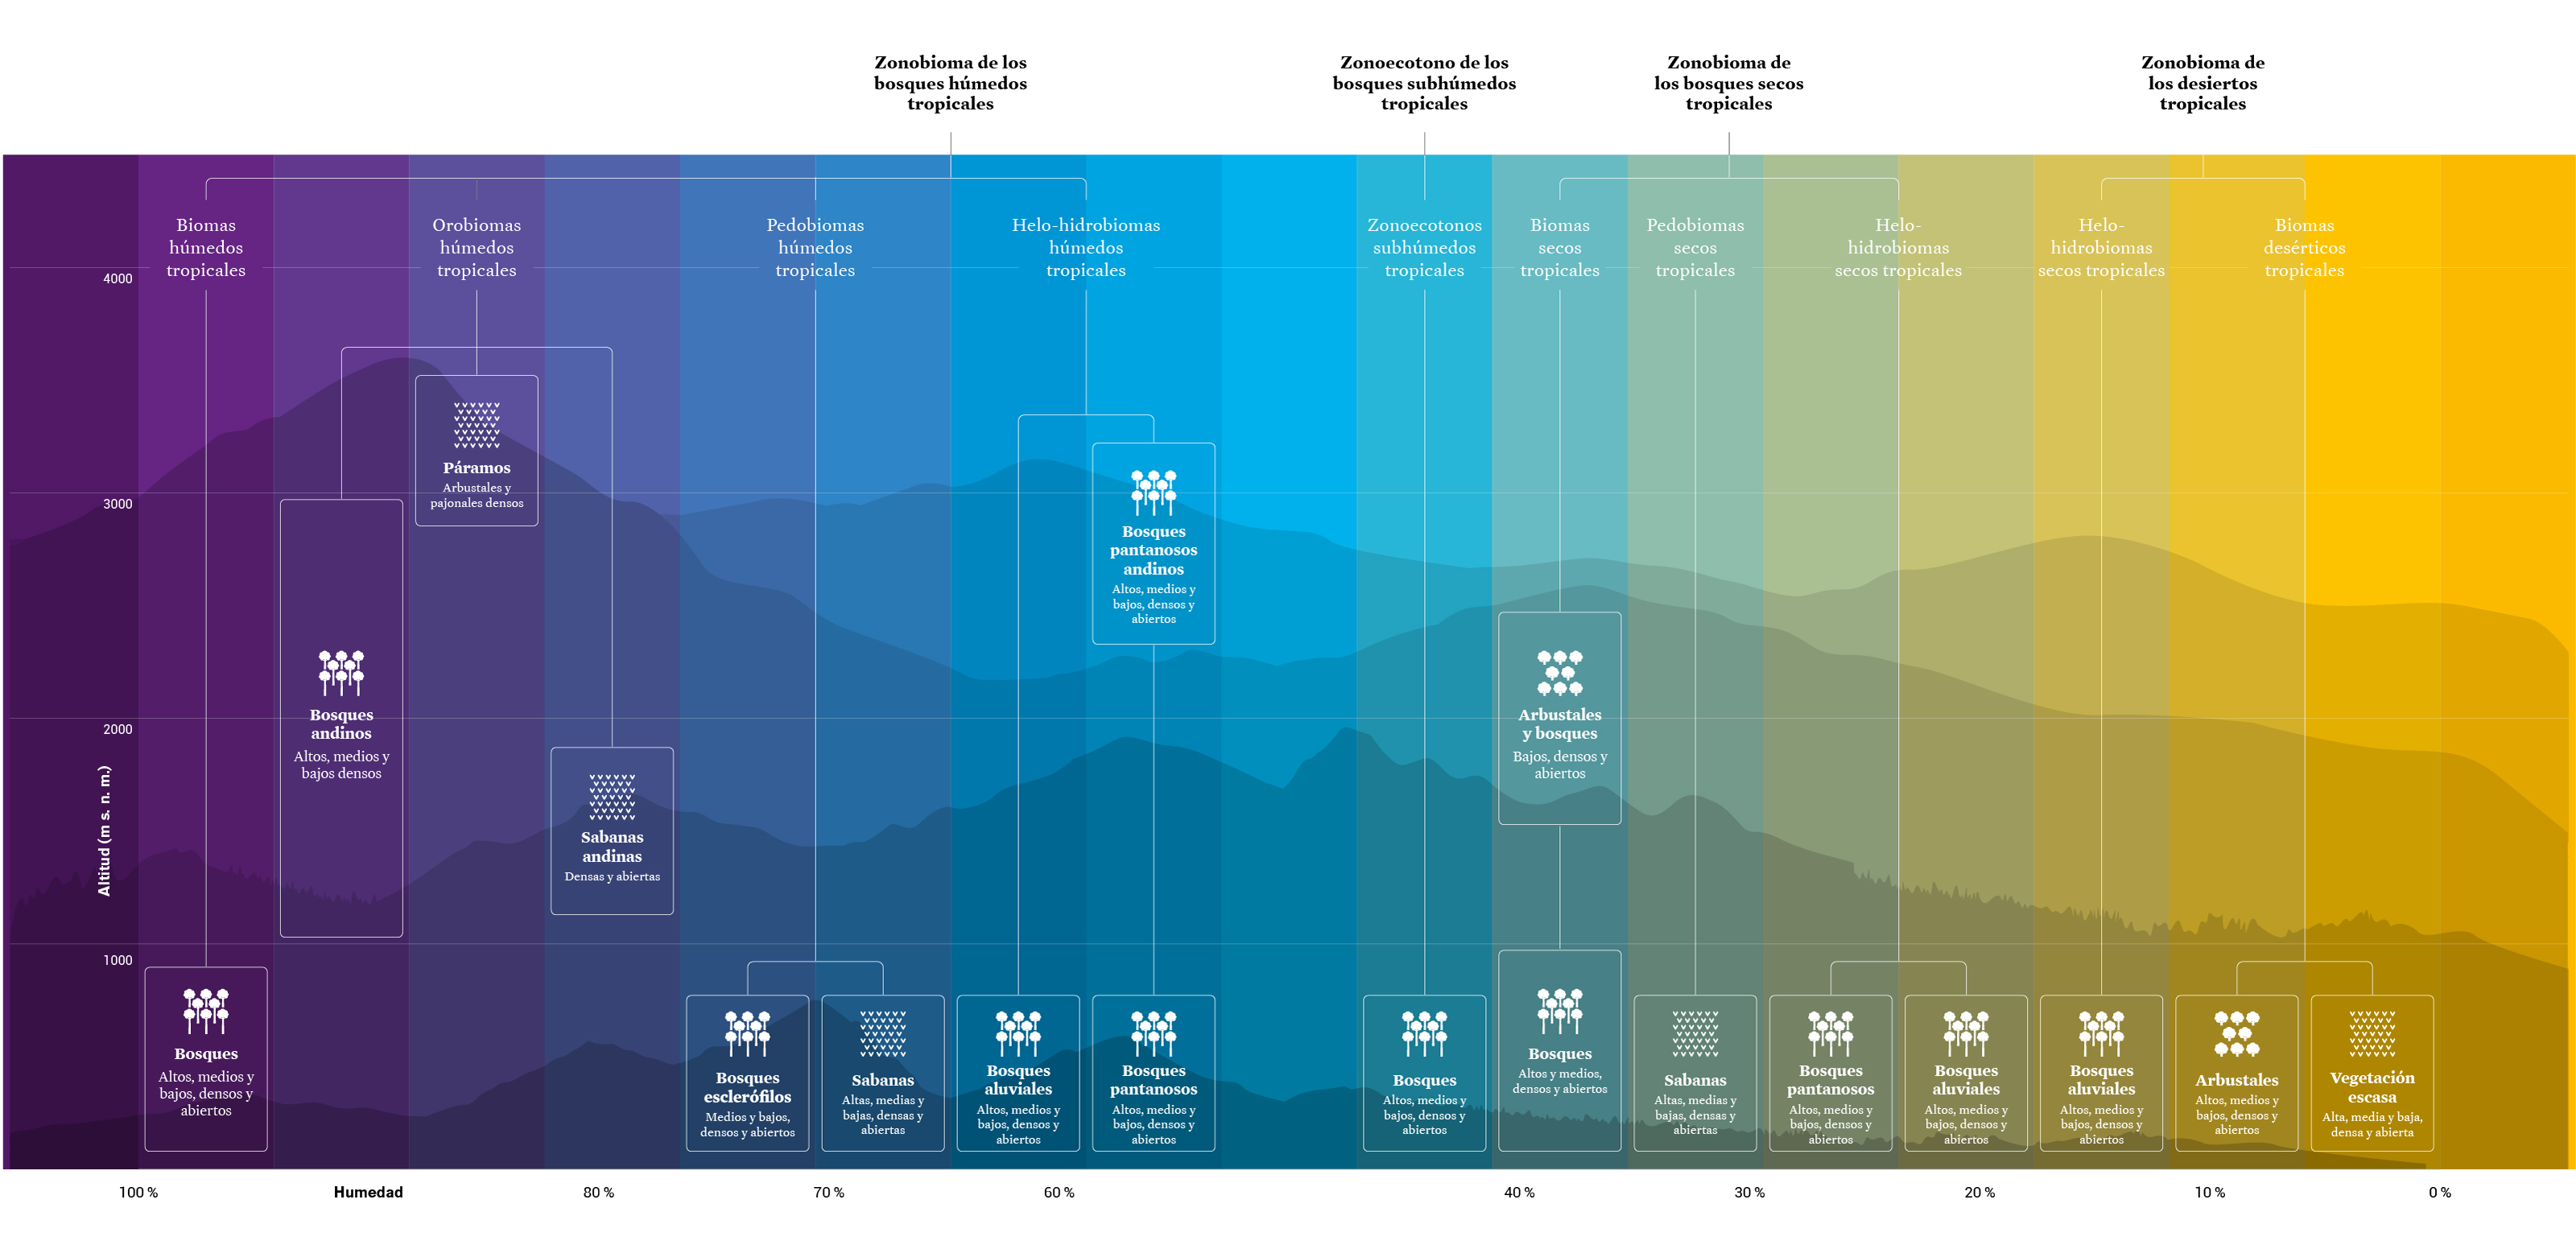 Zonobioma de los
bosques húmedos
tropicales
Zonoecotono de los
bosques subhúmedos
tropicales
Zonobioma de
los bosques secos
tropicales
Zonobioma de
los desiertos
tropicales
Biomas
húmedos
tropicales
Orobiomas
húmedos
tropicales
Pedobiomas
húmedos
tropicales
Helo-hidrobiomas
húmedos
tropicales
Zonoecotonos
subhúmedos
tropicales
Biomas
secos
tropicales
Pedobiomas
secos
tropicales
Helo-
hidrobiomas
secos tropicales
Helo-
hidrobiomas
secos tropicales
Biomas
desérticos
tropicales
4000
3000
2000
1000
Altitud (m s. n. m.)
Páramos
Arbustales y
pajonales densos
Bosques
pantanosos
andinos
Altos, medios y
bajos, densos y
abiertos
Bosques
andinos
Altos, medios y
bajos densos
Arbustales
y bosques
Bajos, densos y
abiertos
Sabanas
andinas
Densas y abiertas
Bosques
Altos, medios y
bajos, densos y
abiertos
Bosques
esclerófilos
Medios y bajos,
densos y abiertos
Sabanas
Altas, medias y
bajas, densas y
abiertas
Bosques
aluviales
Altos, medios y
bajos, densos y
abiertos
Bosques
pantanosos
Altos, medios y
bajos, densos y
abiertos
Bosques
Altos, medios y
bajos, densos y
abiertos
Bosques
Altos y medios,
densos y abiertos
Sabanas
Altas, medias y
bajas, densas y
abiertas
Bosques
pantanosos
Altos, medios y
bajos, densos y
abiertos
Bosques
aluviales
Altos, medios y
bajos, densos y
abiertos
Bosques
aluviales
Altos, medios y
bajos, densos y
abiertos
Arbustales
Altos, medios y
bajos, densos y
abiertos
Vegetación
escasa
Alta, media y baja,
densa y abierta
100 %
Humedad
80 %
70 %
60 %
40 %
30 %
20 %
10 %
0 %